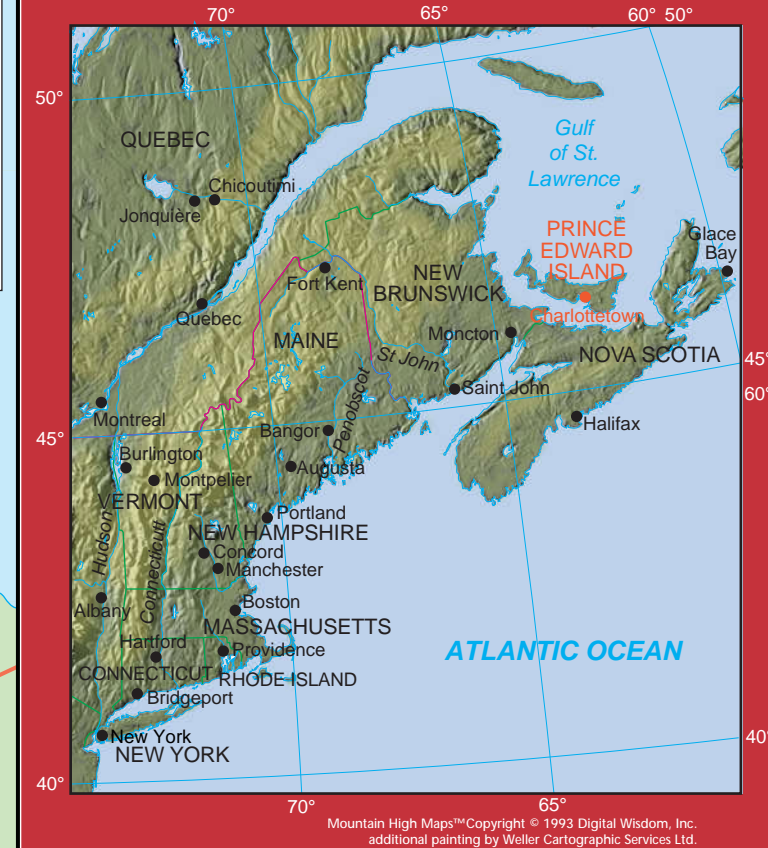 70° 65° 60° 50°
50°
QUEBEC
Gulf
of St.
Lawrence
Chicoutimi
Jonquière
PRINCE
EDWARD
ISLAND
Glace
Bay
NEW
BRUNSWICK
Fort Kent
Quebec
Charlottetown
MAINE
Moncton
St John
NOVA SCOTIA
45°
60°
Saint John
Penobscot
Montreal
Halifax
Bangor
A
45°
Burlington
Augusta
Montpelier
VERMONT
Portland
NEW HAMPSHIRE
Hudson
Connecticutt
Concord
Manchester
Boston
Albany
MASSACHUSETTS
Hartford
Providence
ATLANTIC OCEAN
CONNECTICUT
RHODE ISLAND
Bridgeport
New York
NEW YORK
40°
40°
70° 65°
Mountain High Maps™Copyright © 1993 Digital Wisdom, Inc.
additional painting by Weller Cartographic Services Ltd.